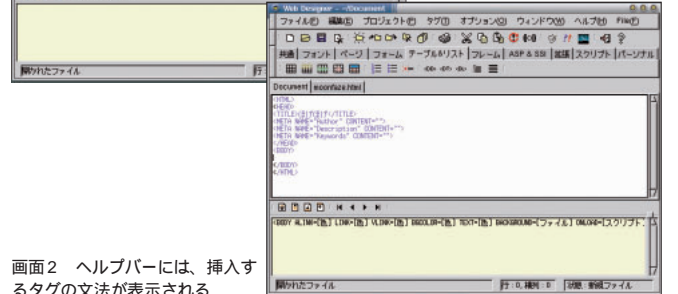 Web Designer - ~/Document
ファイル(F) 編集(E) プロジェクト(P) タグ(T) オプション(O) ウィンドウ(W) ヘルプ(H) File(F)
共通 フォント ページ フォーム テーブル&リスト フレーム ASP & SSI 拡張 スクリプト パーソナル
Document moonfaze.html
<HTML>
<HEAD>
<META NAME="Author" CONTENT="">
<META NAME="Description" CONTENT="">
<META NAME="Keywords" CONTENT="">
</HEAD>
<BODY>
</BODY>
</HTML>
<BODY ALINK=[色] LINK=[色] VLINK=[色] BGCOLOR=[色] TEXT=[色] BACKGROUND=[ファイル] ONLOAD=[スクリプト]
開かれたファイル 行:
開かれたファイル 行 : 0, 横列 : 0 状態 : 新規ファイル
画面2 ヘルプバーには、挿入す
るタグの文法が表示される